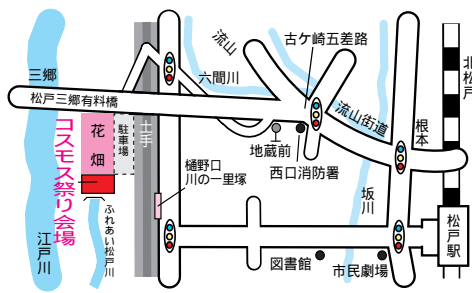 流山
古ケ崎五差路
三郷
六間川
北松戸
松戸三郷有料橋
流山街道
根本
花畑
駐車場
土手
地蔵前
西口消防署
コスモス祭り会場
樋野口
川の一里塚
坂川
ふれあい松戸川
江戸川
松戸駅
図書館
市民劇場